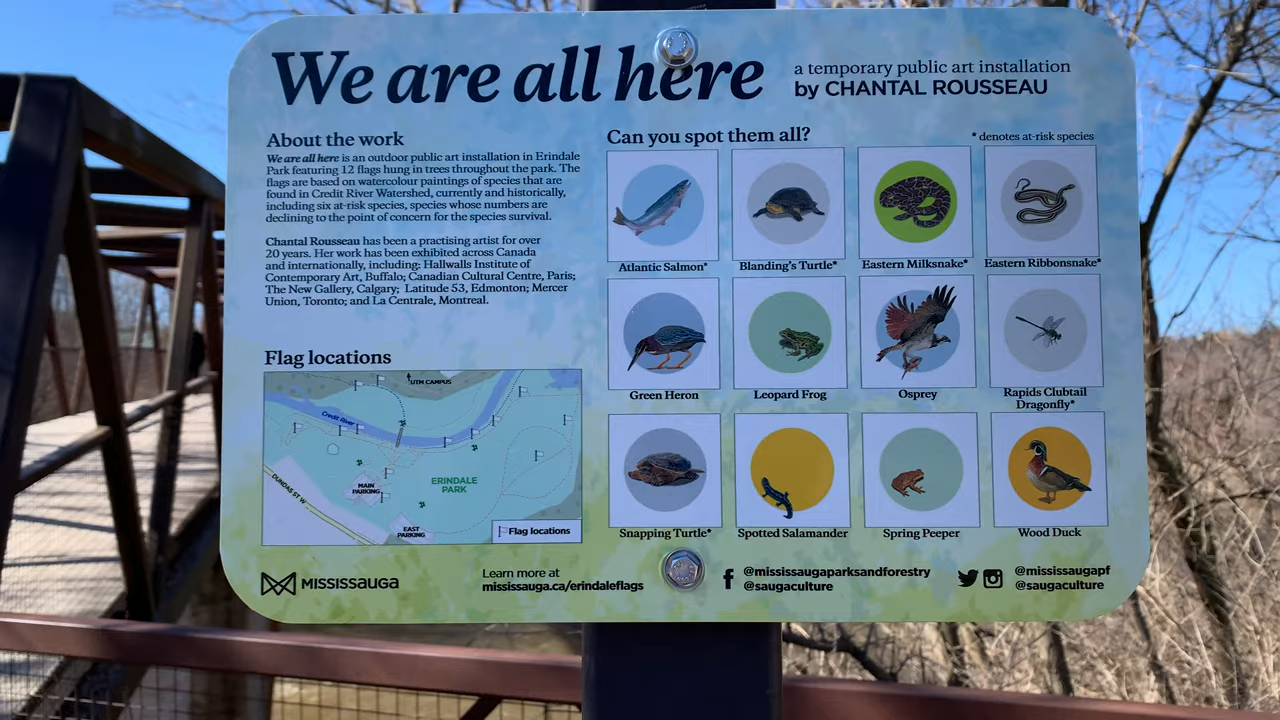 We are all here
a temporary public art installation
by CHANTAL ROUSSEAU
About the work
We are all here is an outdoor public art installation in Erindale
Park featuring 12 flags hung in trees throughout the park. The
flags are based on watercolour paintings of species that are
found in Credit River Watershed, currently and historically,
including six at-risk species, species whose numbers are
declining to the point of concern for the species survival.
Chantal Rousseau has been a practising artist for over
20 years. Her work has been exhibited across Canada
and internationally, including: Hallwalls Institute of
Contemporary Art, Buffalo; Canadian Cultural Centre, Paris;
The New Gallery, Calgary; Latitude 53, Edmonton; Mercer
Union, Toronto; and La Centrale, Montreal.
Flag locations
UTM CAMPUS
Credit River
MAIN
PARKING
ERINDALE
PARK
DUNDAS ST W
EAST
PARKING
Flag locations
Can you spot them all?
* denotes at-risk species
Atlantic Salmon*
Blanding's Turtle*
Eastern Milksnake*
Eastern Ribbonsnake*
Green Heron
Leopard Frog
Osprey
Rapids Clubtail
Dragonfly*
Snapping Turtle*
Spotted Salamander
Spring Peeper
Wood Duck
MISSISSAUGA
Learn more at
mississauga.ca/erindaleflags
@mississaugaparksandforestry
@saugaculture
@mississaugapf
@saugaculture